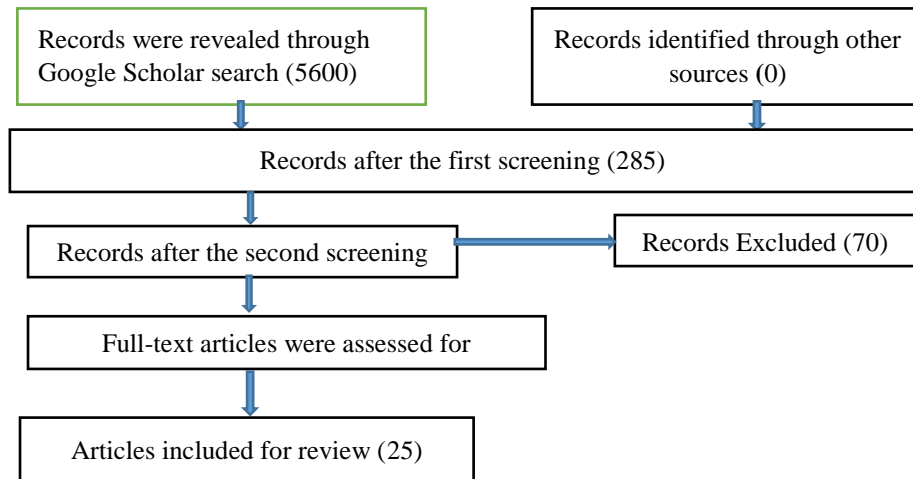 Records were revealed through
Google Scholar search (5600)
Records identified through other
sources (0)
Records after the first screening (285)
Records after the second screening
Records Excluded (70)
Full-text articles were assessed for
Articles included for review (25)